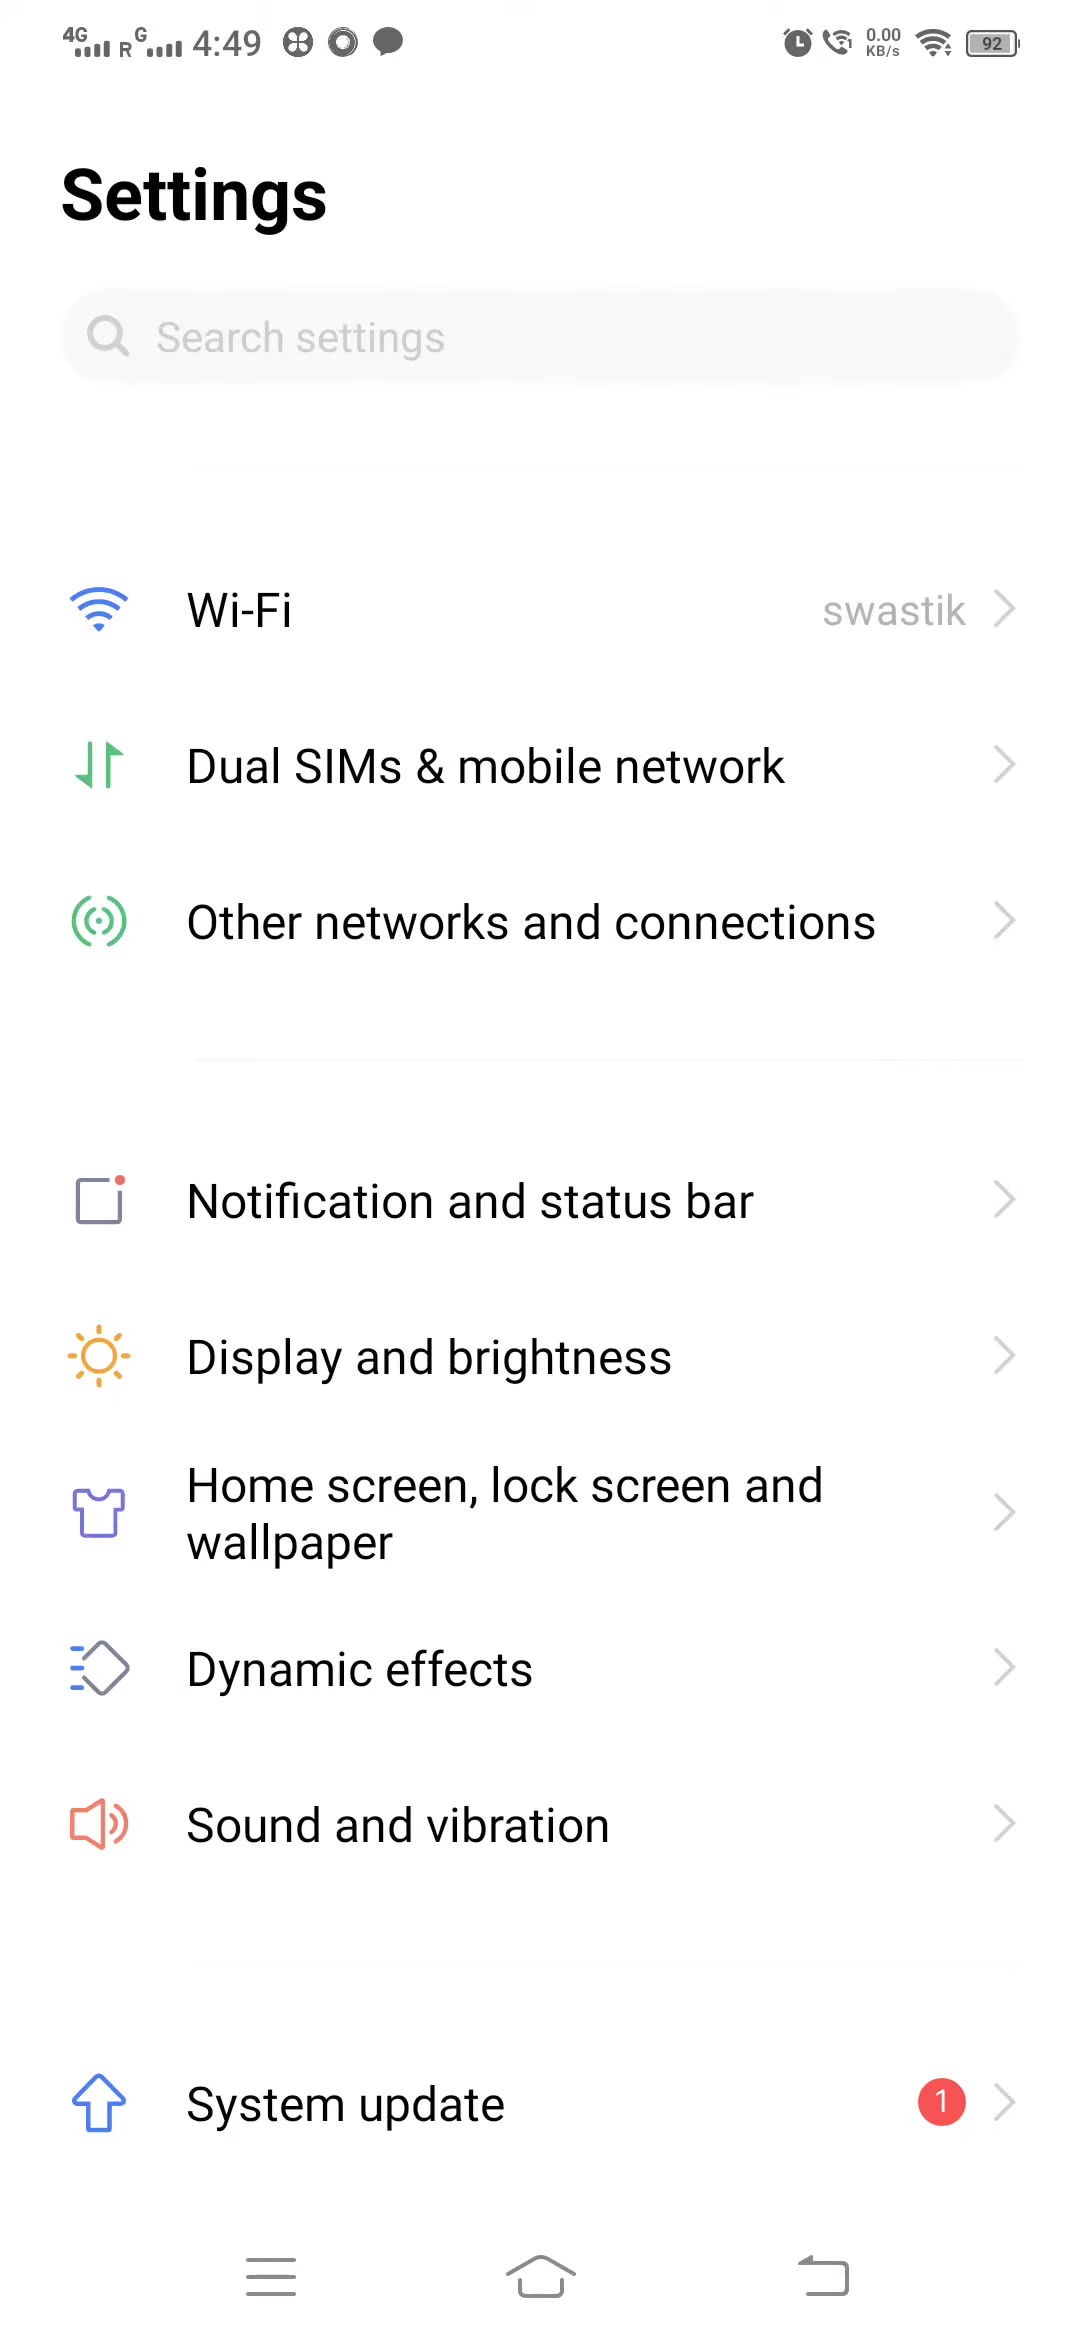 4G R G 4:49 0.00 KB/s 92
Settings
Search settings
Wi-Fi swastik
Dual SIMs & mobile network
Other networks and connections
Notification and status bar
Display and brightness
Home screen, lock screen and
wallpaper
Dynamic effects
Sound and vibration
System update 1